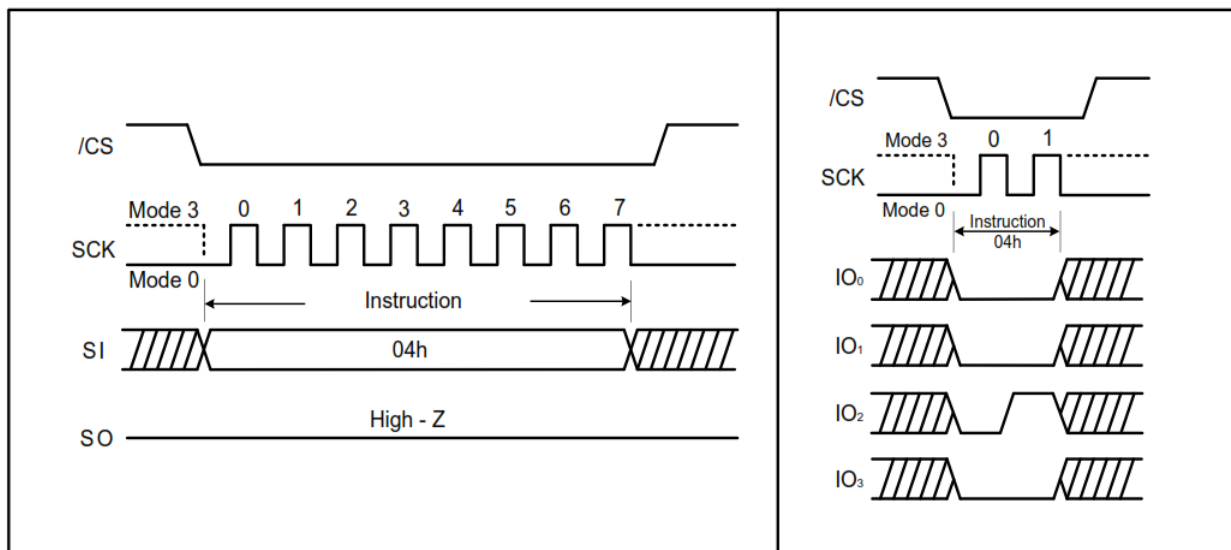 /CS
Mode 3 0 1 2 3 4 5 6 7
SCK
Mode 0
Instruction
SI 04h
High - Z
SO
/CS
Mode 3 0 1
SCK
Mode 0 Instruction
04h
IO₀
IO₁
IO₂
IO₃